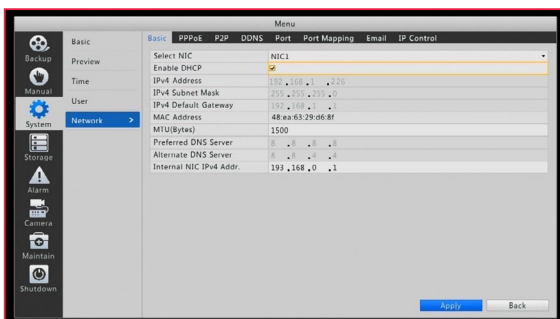 Menu
Backup
Manual
System
Storage
Alarm
Camera
Maintain
Shutdown
Basic
Preview
Time
User
Network >
Basic PPPoE P2P DDNS Port Port Mapping Email IP Control
Select NIC NIC1
Enable DHCP
IPv4 Address 192 .168 .1 .226
IPv4 Subnet Mask 255 .255 .255 .0
IPv4 Default Gateway 192 .168 .1 .1
MAC Address 48:ea:63:29:d6:8f
MTU(Bytes) 1500
Preferred DNS Server 8 .8 .8 .8
Alternate DNS Server 8 .8 .4 .4
Internal NIC IPv4 Addr. 193 .168 .0 .1
Apply Back